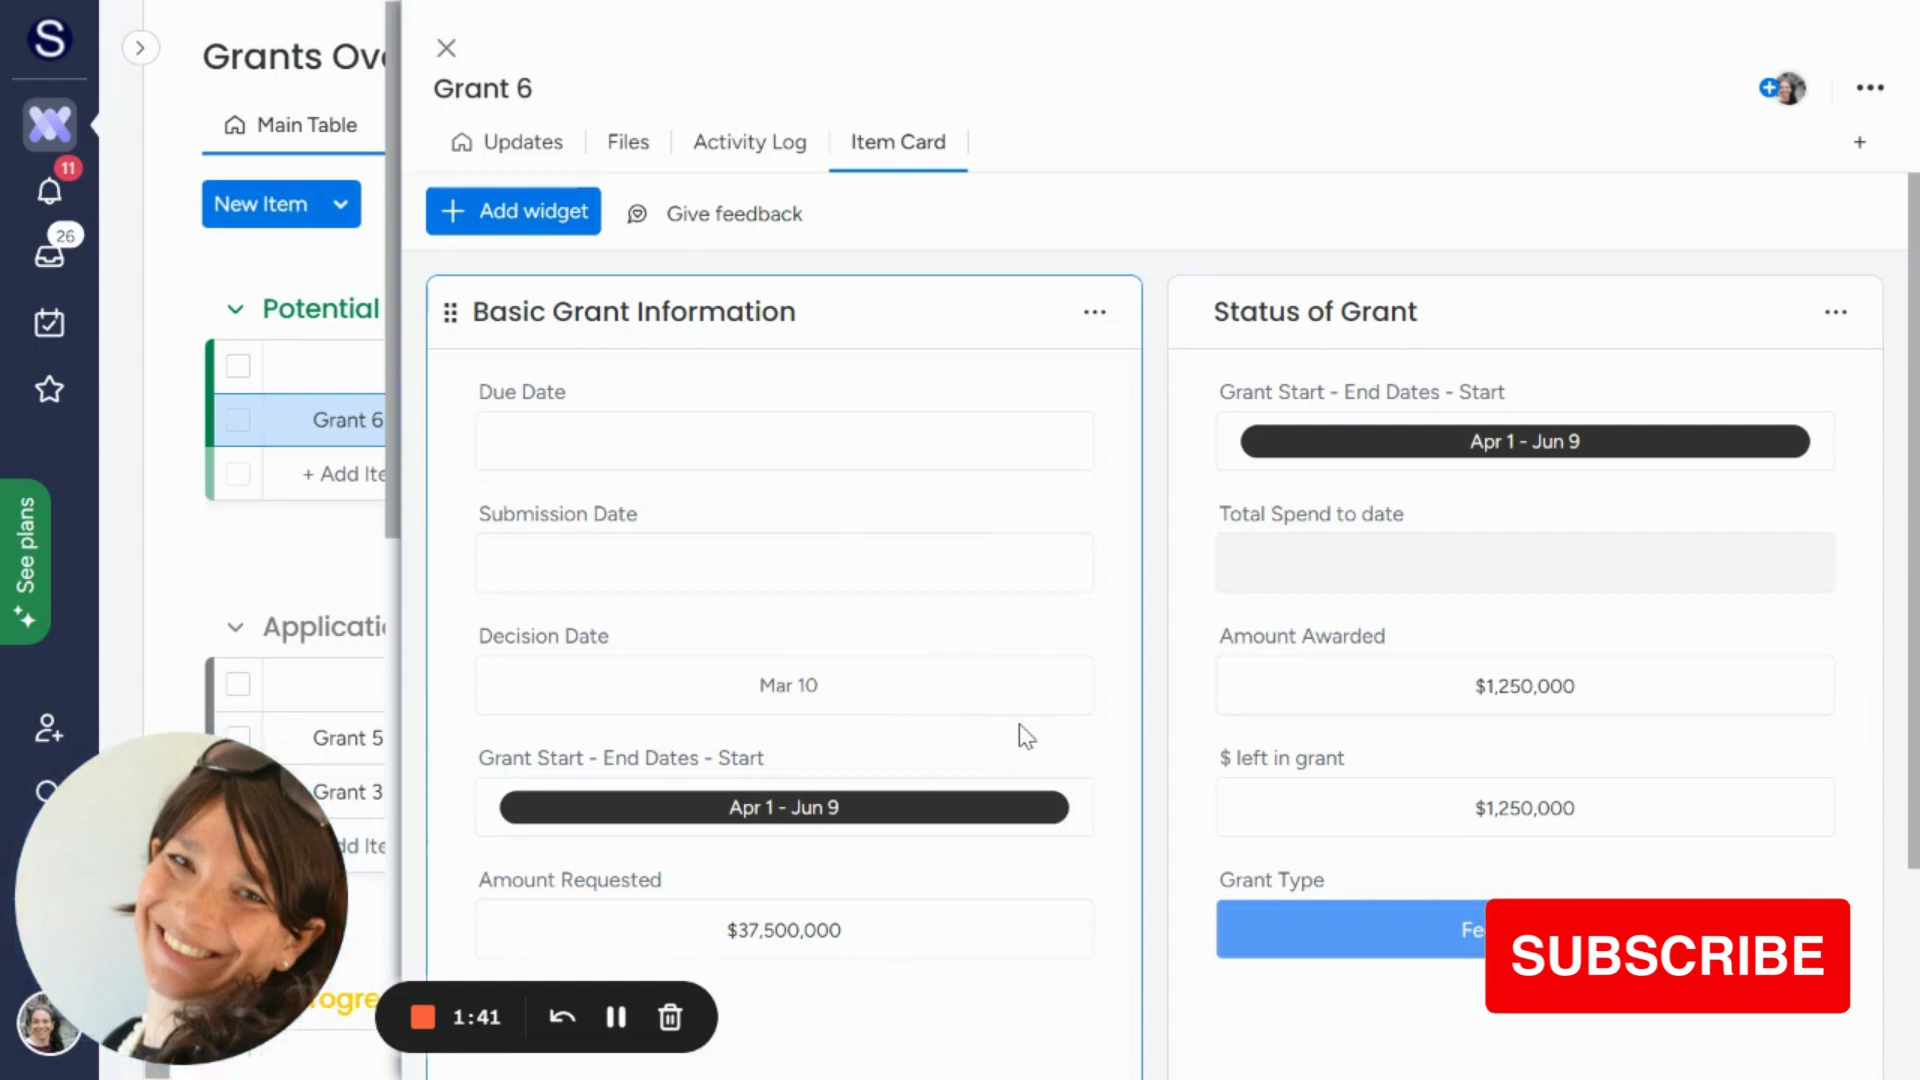 S
Grants Ov
Main Table
New Item
11
26
See plans
Potential
Grant 6
+ Add Ite
Applicati
Grant 5
Grant 3
dd Ite
ogre
Grant 6
Updates
Files
Activity Log
Item Card
+
+ Add widget
Give feedback
Basic Grant Information
Due Date
Submission Date
Decision Date
Mar 10
Grant Start - End Dates - Start
Apr 1 - Jun 9
Amount Requested
$37,500,000
Status of Grant
Grant Start - End Dates - Start
Apr 1 - Jun 9
Total Spend to date
Amount Awarded
$1,250,000
$ left in grant
$1,250,000
Grant Type
Fe
SUBSCRIBE
1:41